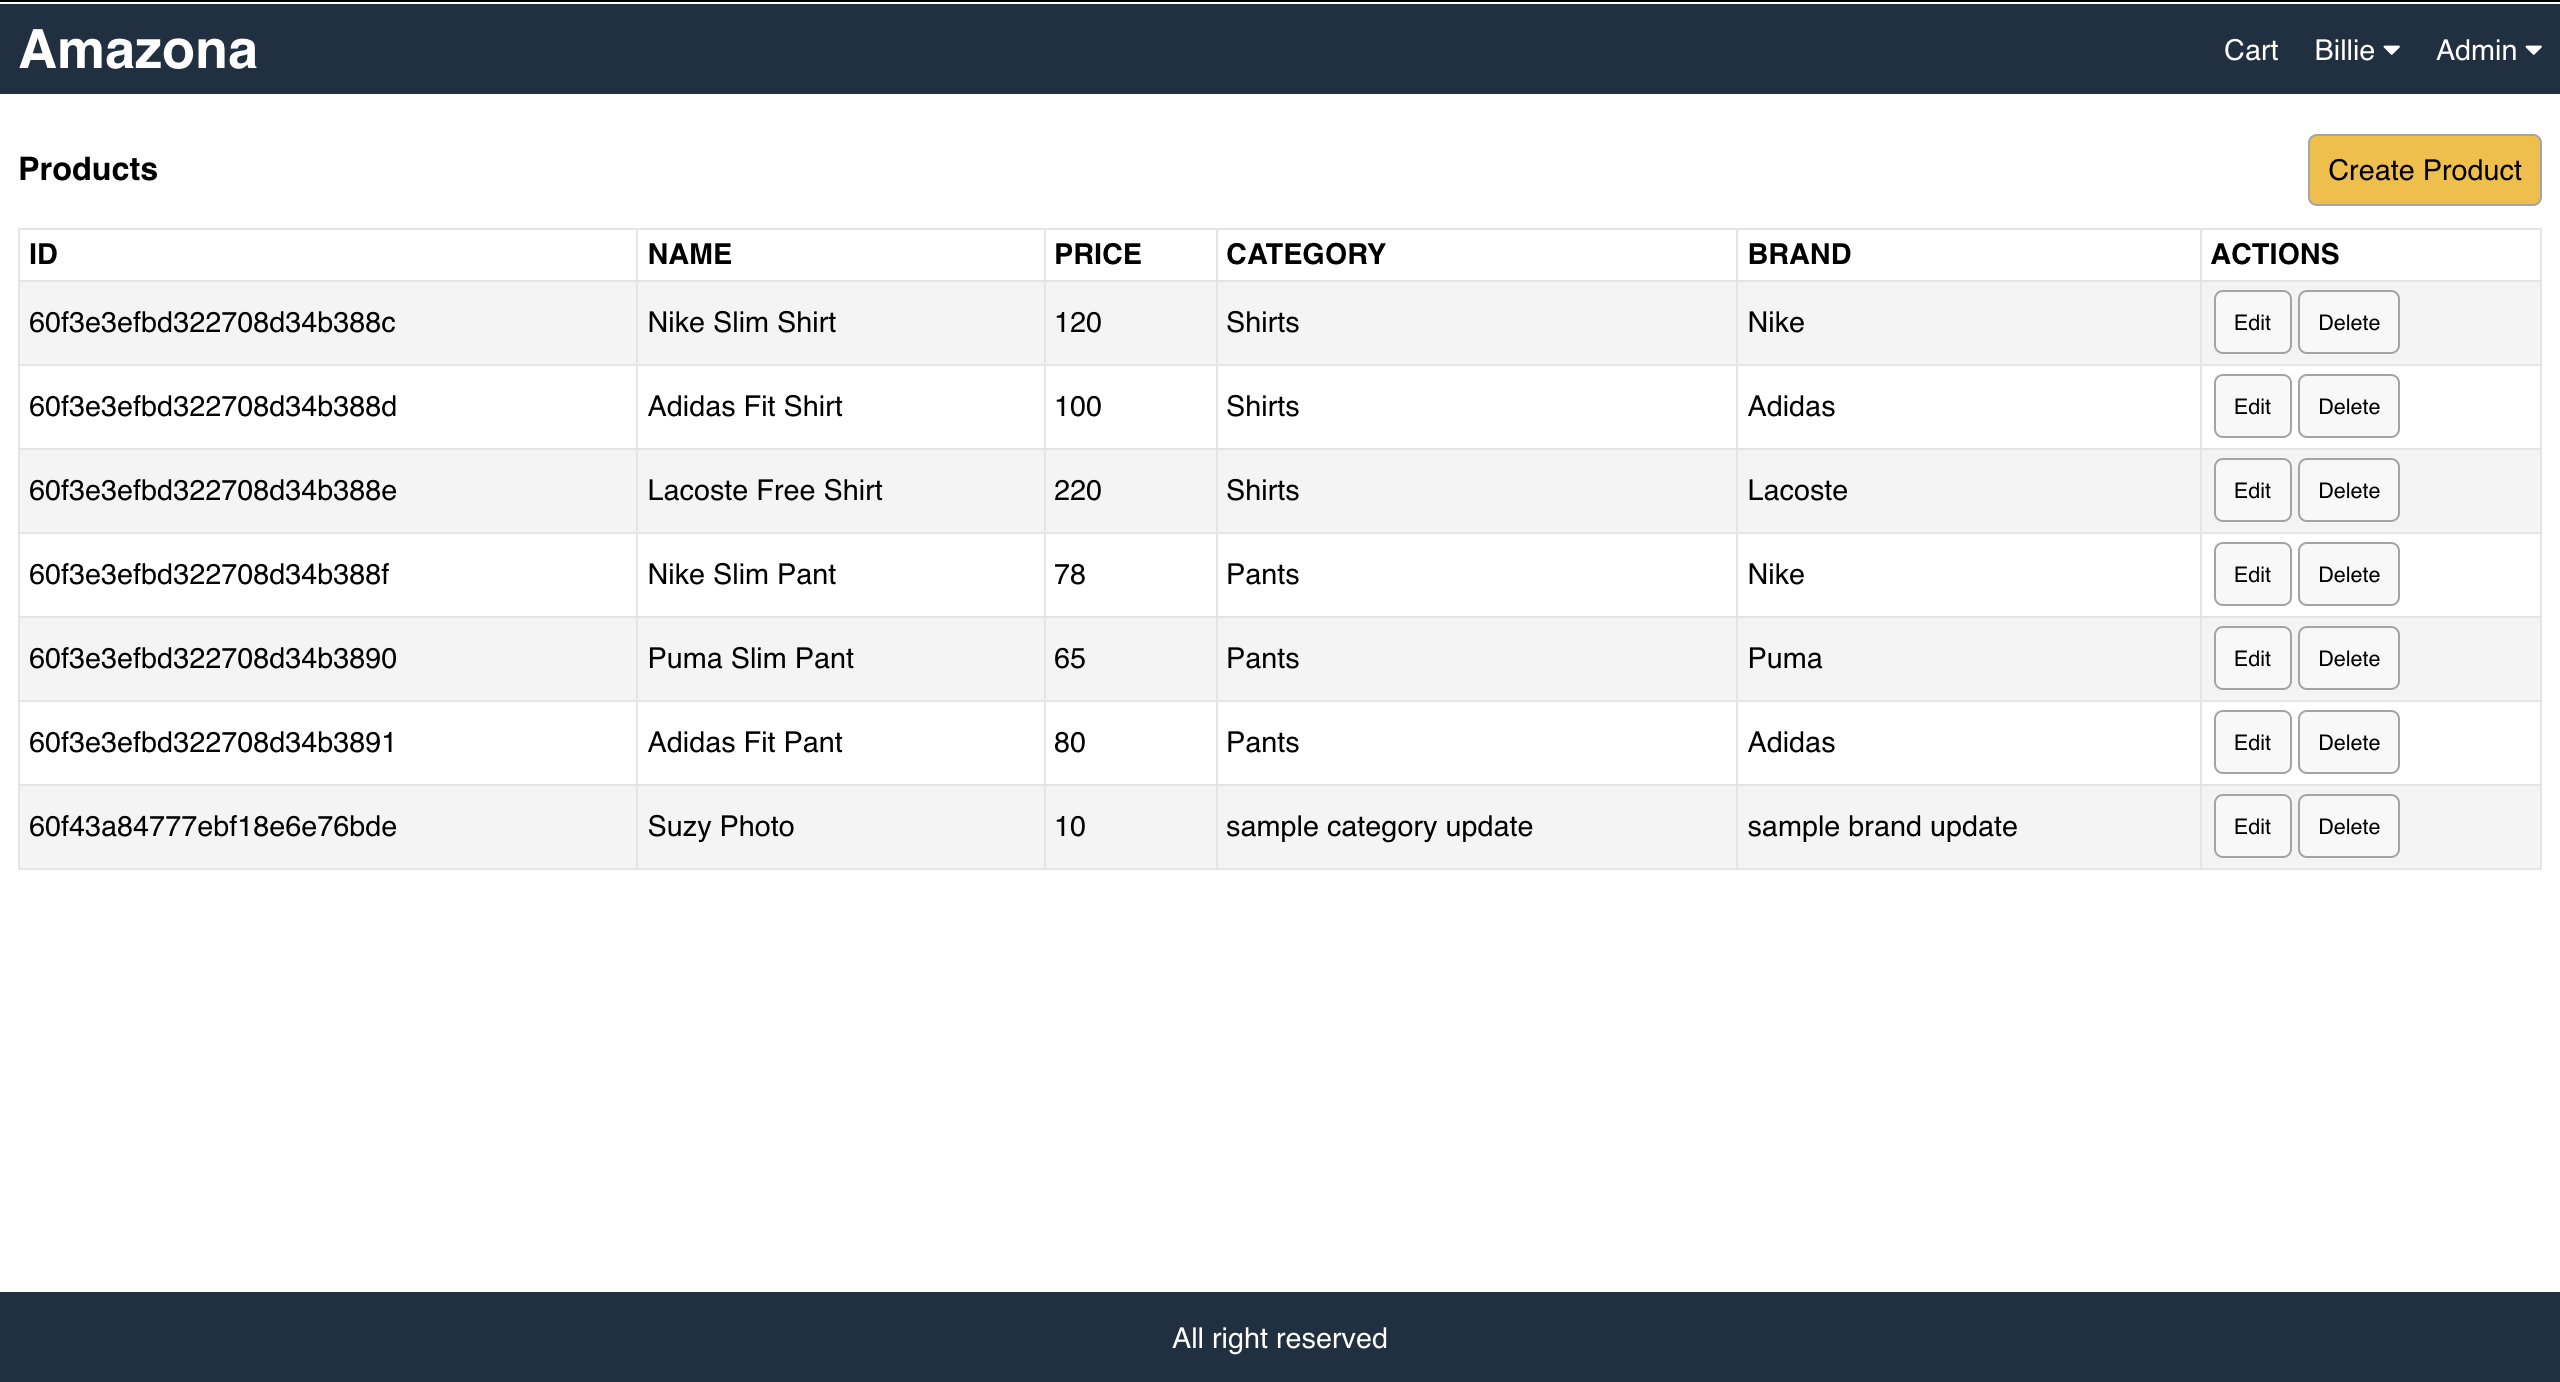 Amazona
Cart Billie Admin
Products
Create Product
ID NAME PRICE CATEGORY BRAND ACTIONS
60f3e3efbd322708d34b388c Nike Slim Shirt 120 Shirts Nike Edit Delete
60f3e3efbd322708d34b388d Adidas Fit Shirt 100 Shirts Adidas Edit Delete
60f3e3efbd322708d34b388e Lacoste Free Shirt 220 Shirts Lacoste Edit Delete
60f3e3efbd322708d34b388f Nike Slim Pant 78 Pants Nike Edit Delete
60f3e3efbd322708d34b3890 Puma Slim Pant 65 Pants Puma Edit Delete
60f3e3efbd322708d34b3891 Adidas Fit Pant 80 Pants Adidas Edit Delete
60f43a84777ebf18e6e76bde Suzy Photo 10 sample category update sample brand update Edit Delete
All right reserved